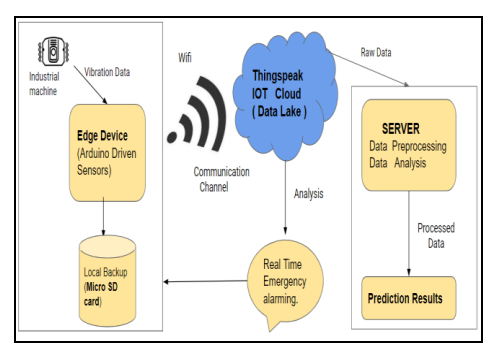 Industrial
machine
Vibration Data
Edge Device
(Arduino Driven
Sensors)
Local Backup
(Micro SD
card)
Wifi
Communication
Channel
Thingspeak
IOT Cloud
( Data Lake )
Analysis
Real Time
Emergency
alarming.
Raw Data
SERVER
Data Preprocessing
Data Analysis
Processed
Data
Prediction Results